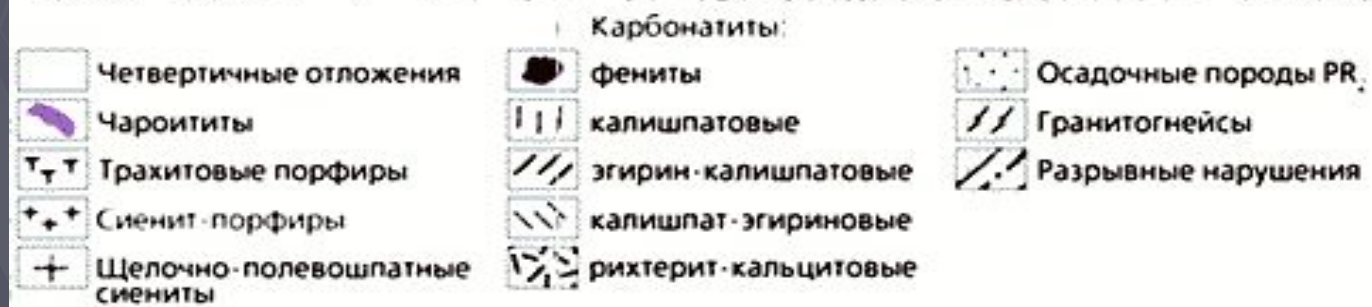 Карбонатиты:
Четвертичные отложения
Чароититы
Трахитовые порфиры
Сиенит-порфиры
Щелочно-полевошпатные
сиениты
фениты
калишпатовые
эгирин-калишпатовые
калишпат-эгириновые
рихтерит-кальцитовые
Осадочные породы PR
Гранитогнейсы
Разрывные нарушения